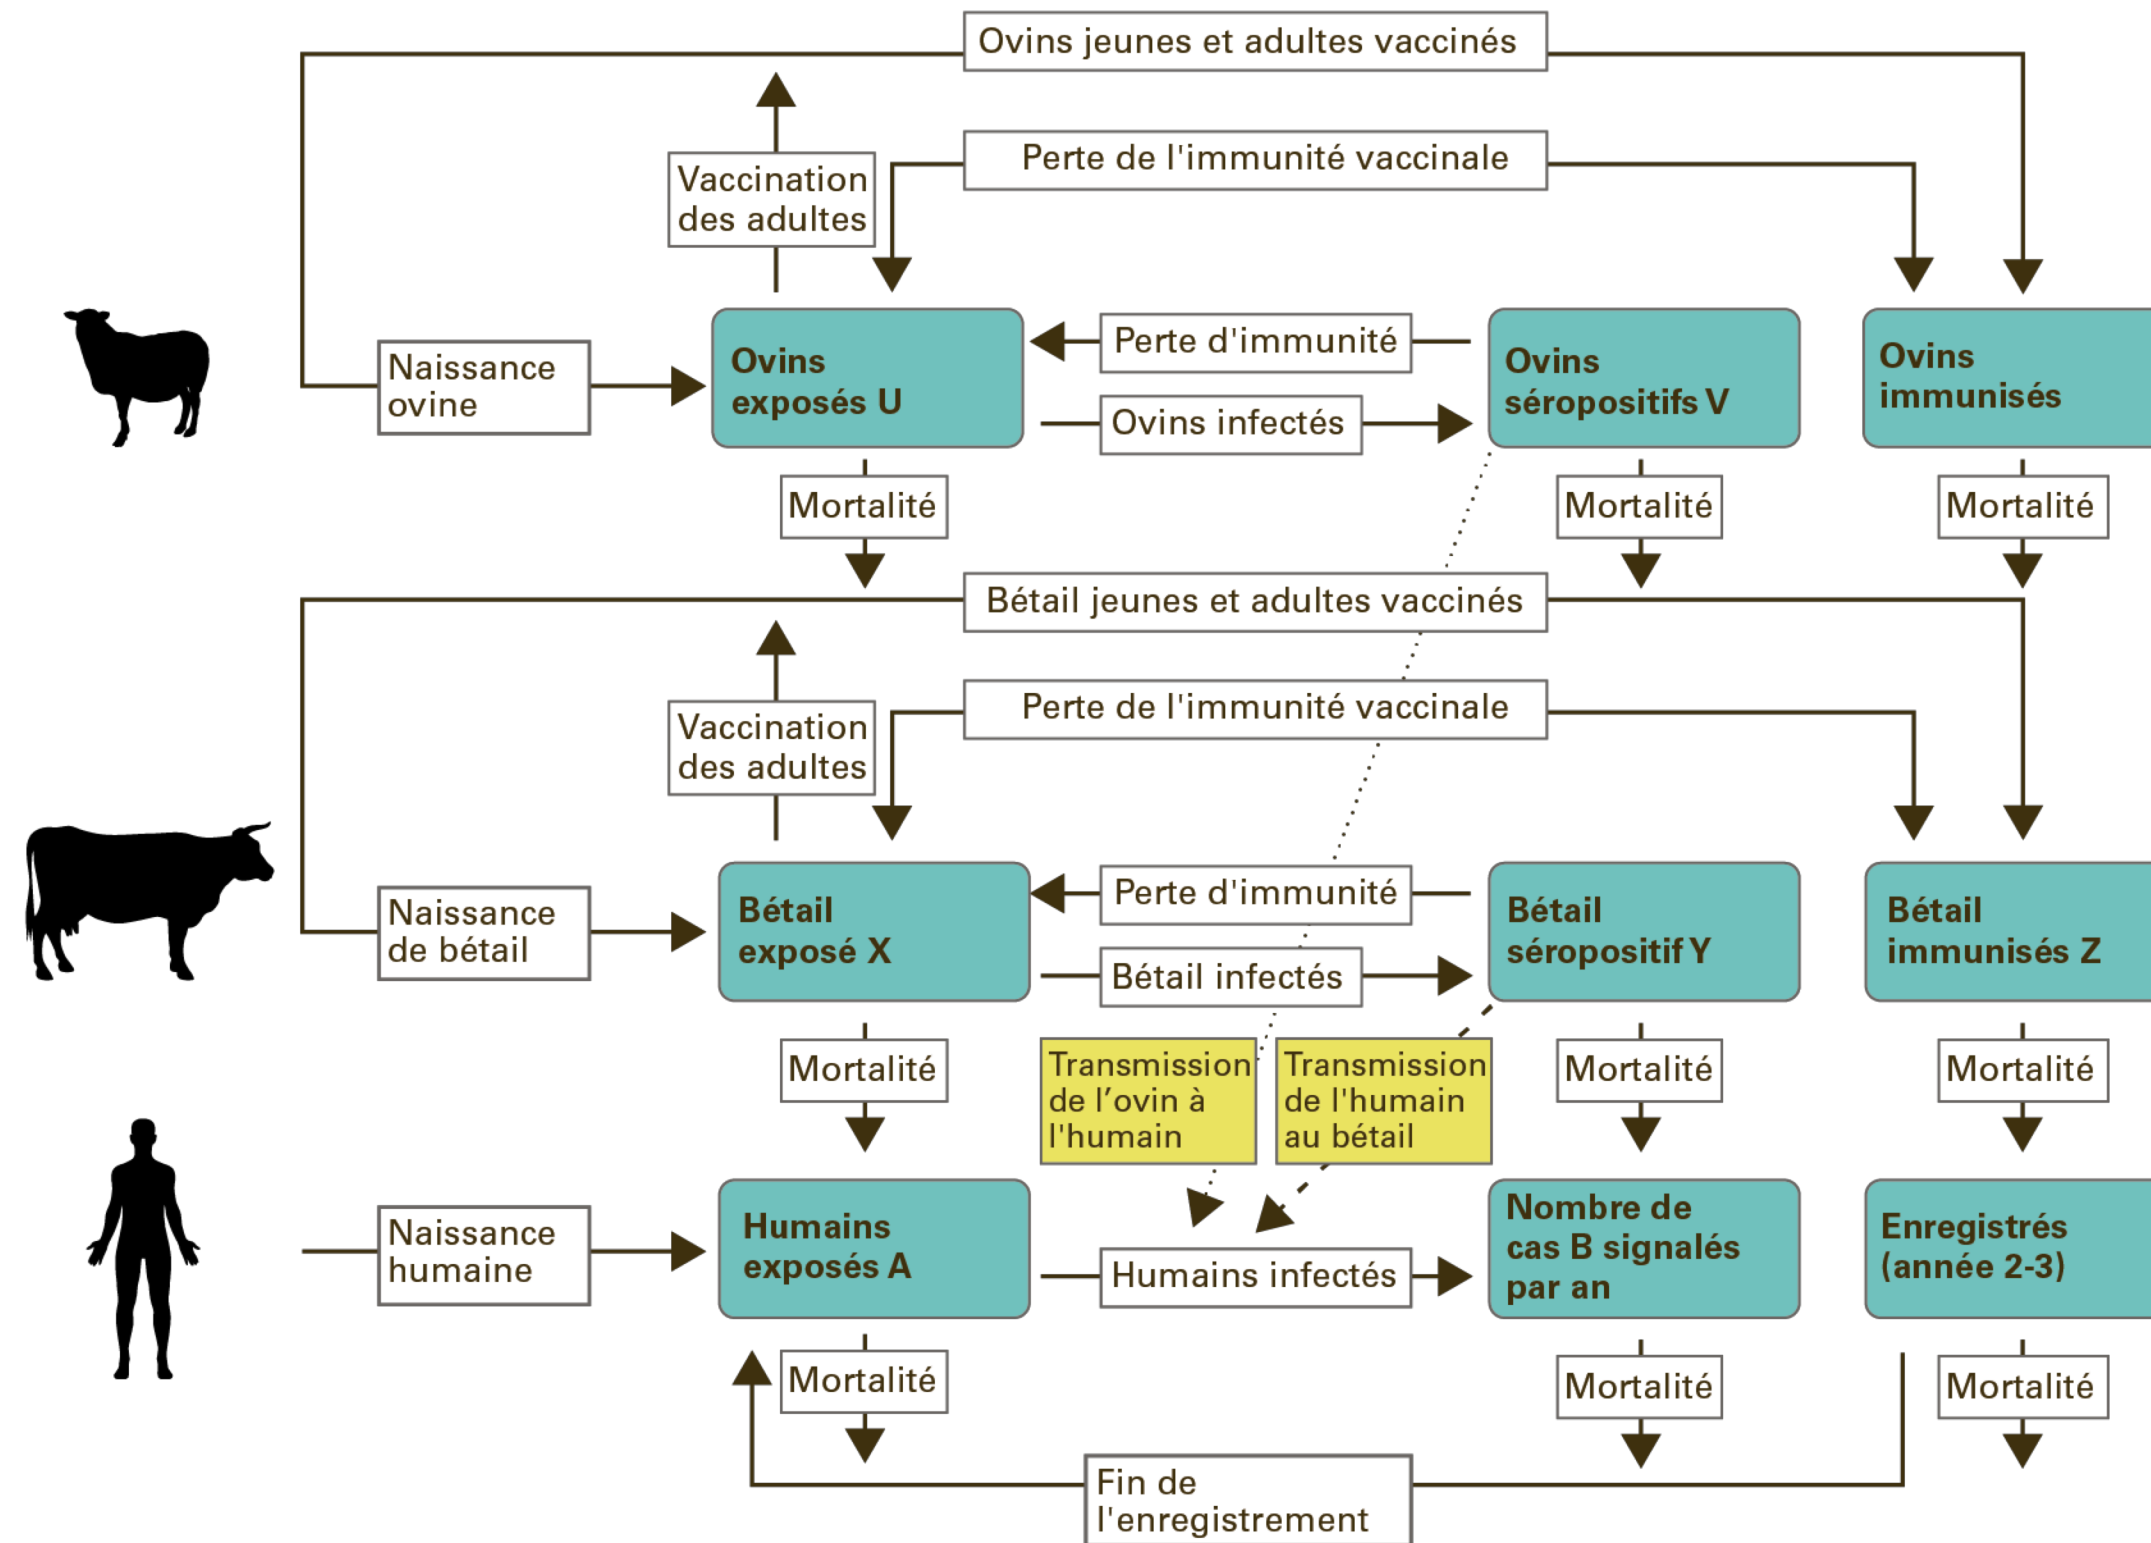 Ovins jeunes et adultes vaccinés
Perte de l'immunité vaccinale
Vaccination
des adultes
Naissance
ovine
Ovins
exposés U
Perte d'immunité
Ovins infectés
Ovins
séropositifs V
Ovins
immunisés
Mortalité
Mortalité
Mortalité
Bétail jeunes et adultes vaccinés
Perte de l'immunité vaccinale
Vaccination
des adultes
Naissance
de bétail
Bétail
exposé X
Perte d'immunité
Bétail infectés
Bétail
séropositif Y
Bétail
immunisés Z
Mortalité
Transmission
de l’ovin à
l'humain
Transmission
de l'humain
au bétail
Mortalité
Mortalité
Naissance
humaine
Humains
exposés A
Humains infectés
Nombre de
cas B signalés
par an
Enregistrés
(année 2-3)
Mortalité
Mortalité
Mortalité
Fin de
l'enregistrement